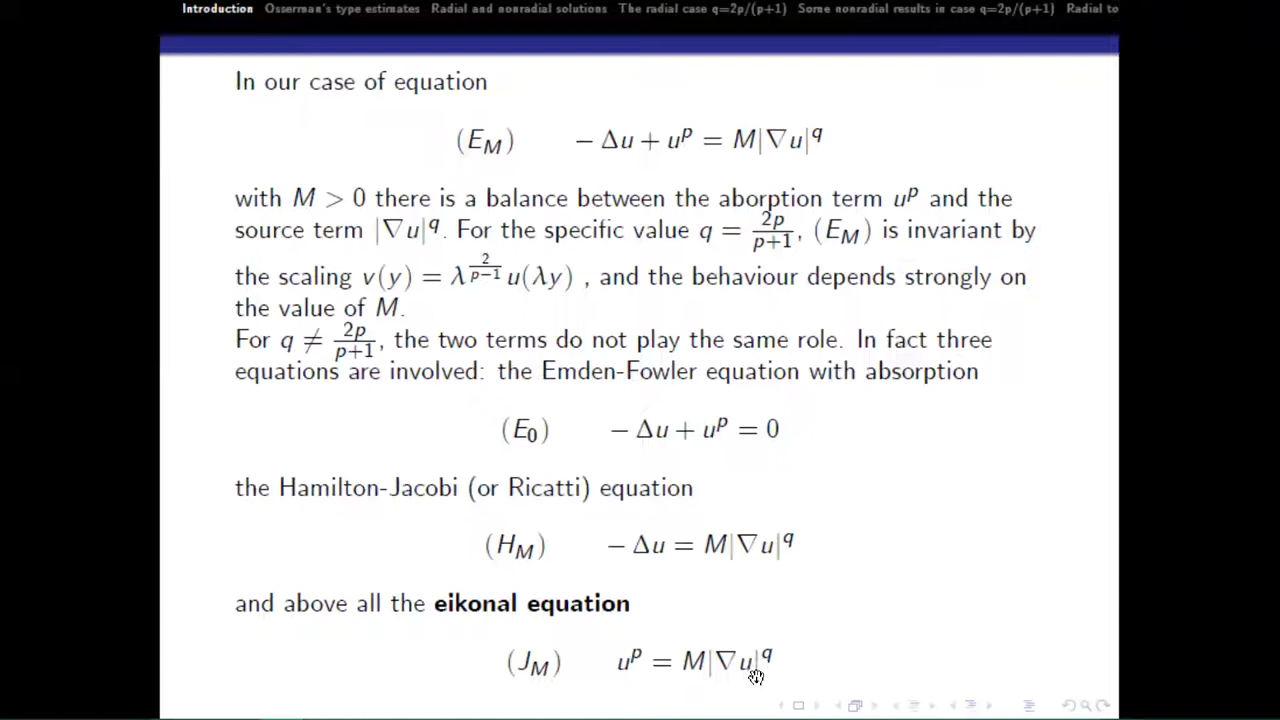 Introduction Osserman's type estimates Radial and nonradial solutions The radial case q=2p/(p+1) Some nonradial results in case q=2p/(p+1) Radial to
In our case of equation
(E_M) − Δu + u^p = M|∇u|^q
with M > 0 there is a balance between the aborption term u^p and the
source term |∇u|^q. For the specific value q = \frac{2p}{p+1}, (E_M) is invariant by
the scaling v(y) = λ^{\frac{2}{p−1}} u(λy) , and the behaviour depends strongly on
the value of M.
For q ≠ \frac{2p}{p+1}, the two terms do not play the same role. In fact three
equations are involved: the Emden-Fowler equation with absorption
(E_0) − Δu + u^p = 0
the Hamilton-Jacobi (or Ricatti) equation
(H_M) − Δu = M|∇u|^q
and above all the eikonal equation
(J_M) u^p = M|∇u|^q